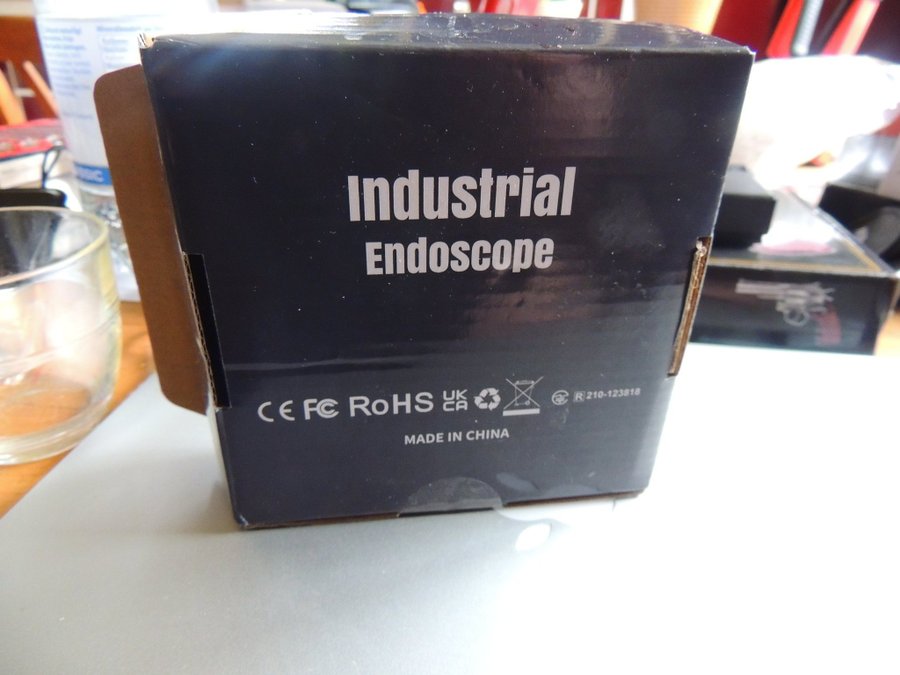 Industrial
Endoscope
CE FC RoHS UK
CA R 210-123818
MADE IN CHINA